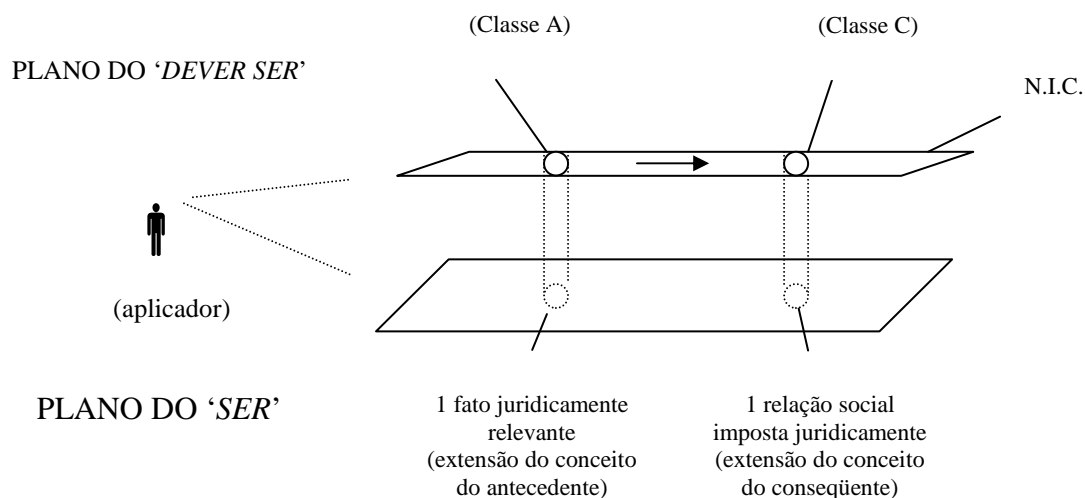 (Classe A)
(Classe C)
PLANO DO ‘DEVER SER’
N.I.C.
(aplicador)
PLANO DO ‘SER’
1 fato juridicamente
relevante
(extensão do conceito
do antecedente)
1 relação social
imposta juridicamente
(extensão do conceito
do conseqüente)